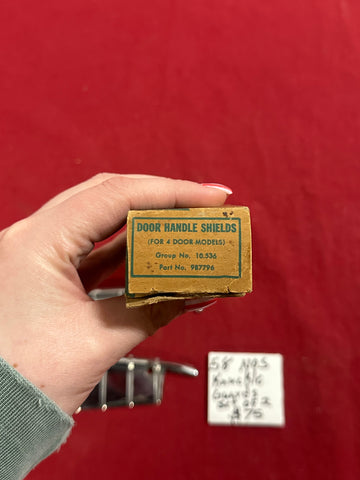 DOOR HANDLE SHIELDS
(FOR 4 DOOR MODELS)
Group No. 10.536
Part No. 987796
58 NOS
Guards
Set of 2
$75